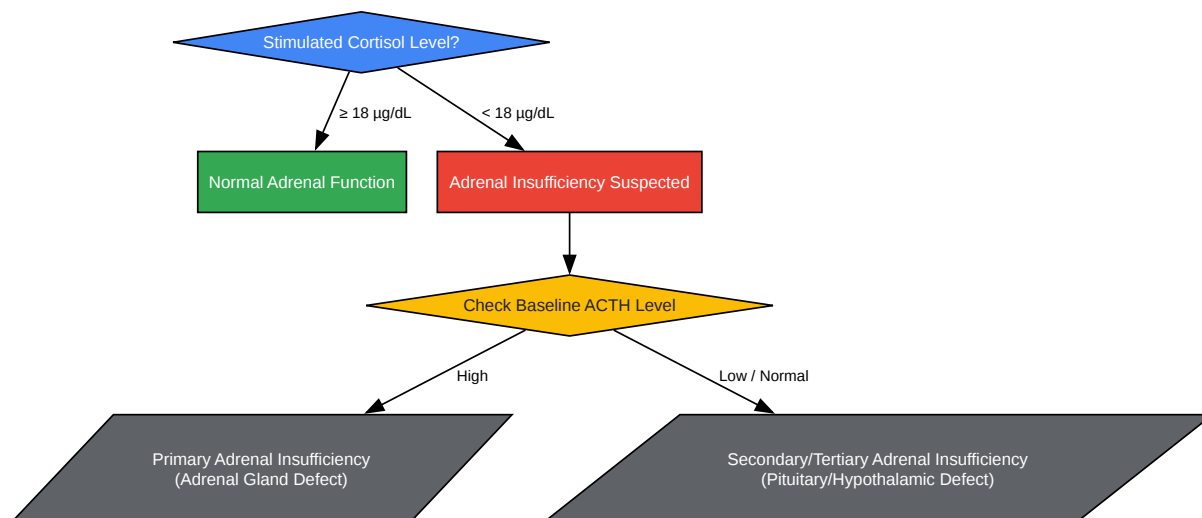 Stimulated Cortisol Level?
≥ 18 µg/dL
< 18 µg/dL
Normal Adrenal Function
Adrenal Insufficiency Suspected
Check Baseline ACTH Level
High
Low / Normal
Primary Adrenal Insufficiency
(Adrenal Gland Defect)
Secondary/Tertiary Adrenal Insufficiency
(Pituitary/Hypothalamic Defect)